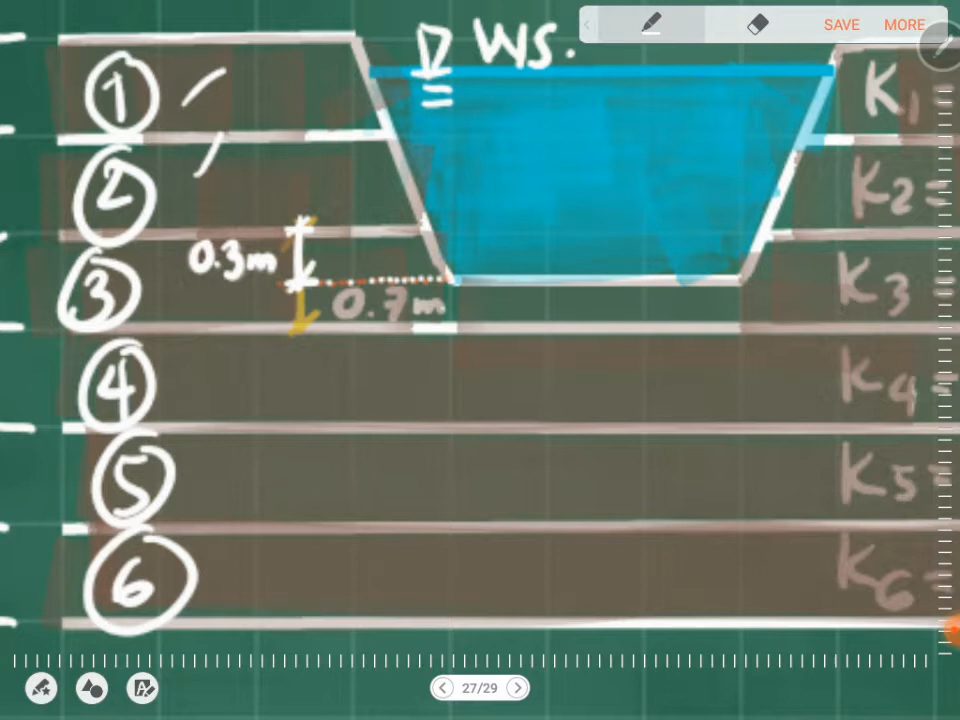 SAVE MORE
WS.
① K1=
② K2=
0.3m
③ K3=
0.7m
④ K4=
⑤ K5=
⑥ K6=
27/29